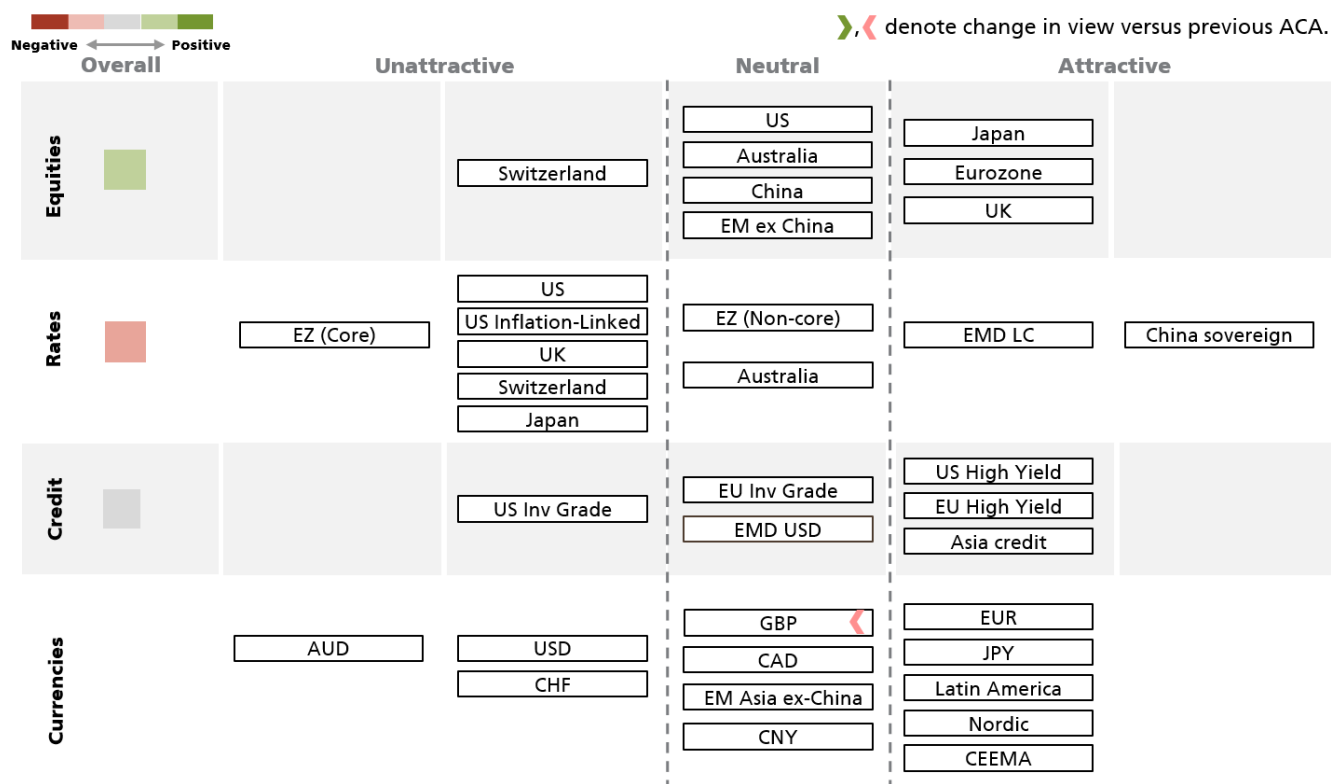 Negative Positive
, denote change in view versus previous ACA.
Overall Unattractive Neutral Attractive
Equities
Switzerland
US
Australia
China
EM ex China
Japan
Eurozone
UK
Rates
EZ (Core)
US
US Inflation-Linked
UK
Switzerland
Japan
EZ (Non-core)
Australia
EMD LC
China sovereign
Credit
US Inv Grade
EU Inv Grade
EMD USD
US High Yield
EU High Yield
Asia credit
Currencies
AUD
USD
CHF
GBP
CAD
EM Asia ex-China
CNY
EUR
JPY
Latin America
Nordic
CEEMA